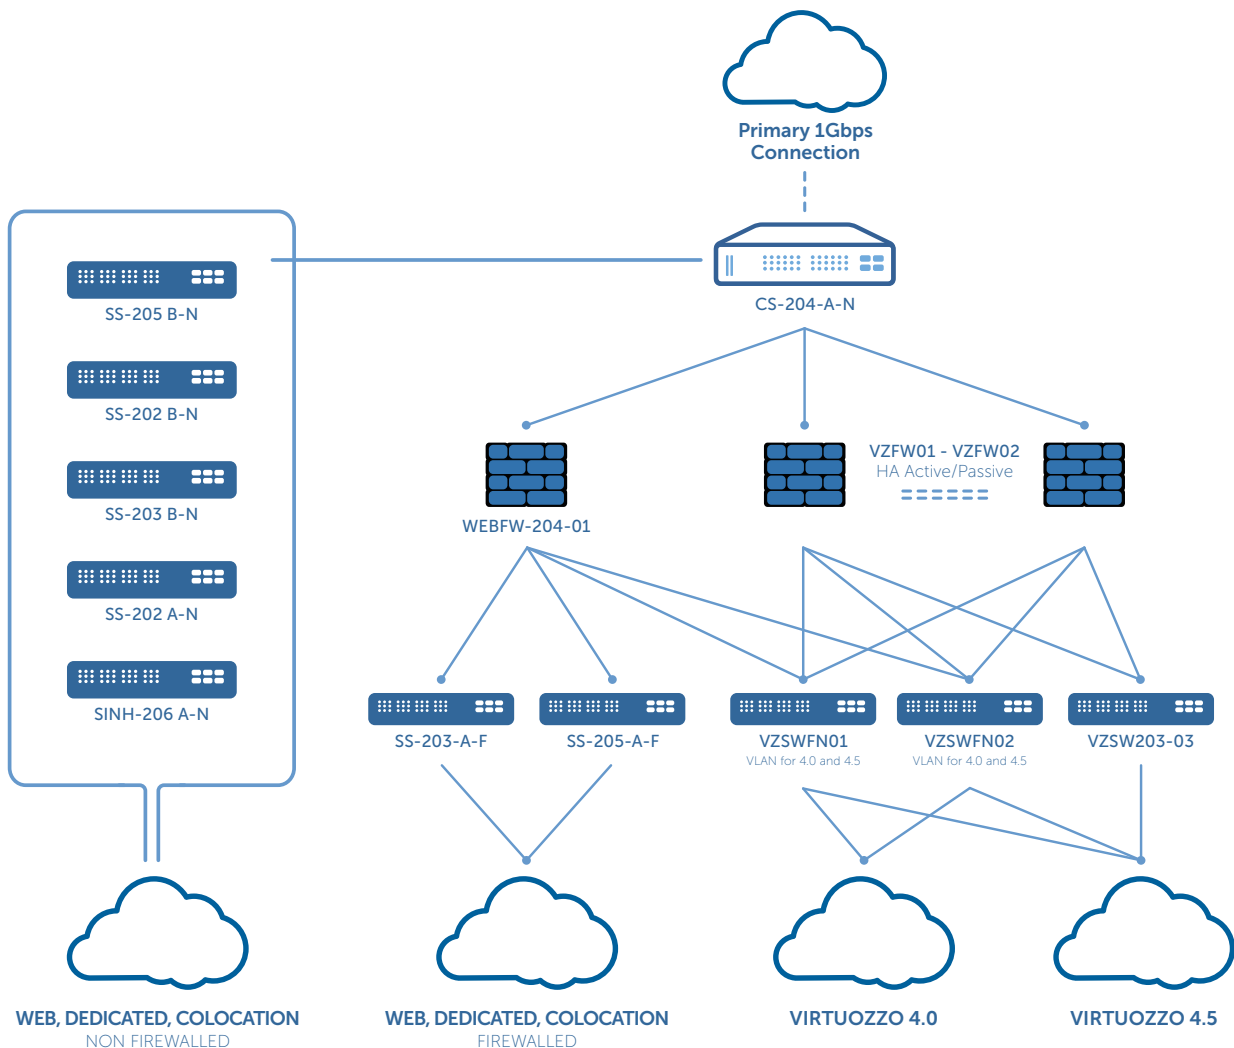 Primary 1Gbps
Connection
CS-204-A-N
SS-205 B-N
SS-202 B-N
SS-203 B-N
SS-202 A-N
SINH-206 A-N
WEBFW-204-01
VZFW01 - VZFW02
HA Active/Passive
SS-203-A-F
SS-205-A-F
VZSWFN01
VLAN for 4.0 and 4.5
VZSWFN02
VLAN for 4.0 and 4.5
VZSW203-03
WEB, DEDICATED, COLOCATION
NON FIREWALLED
WEB, DEDICATED, COLOCATION
FIREWALLED
VIRTUOZZO 4.0
VIRTUOZZO 4.5